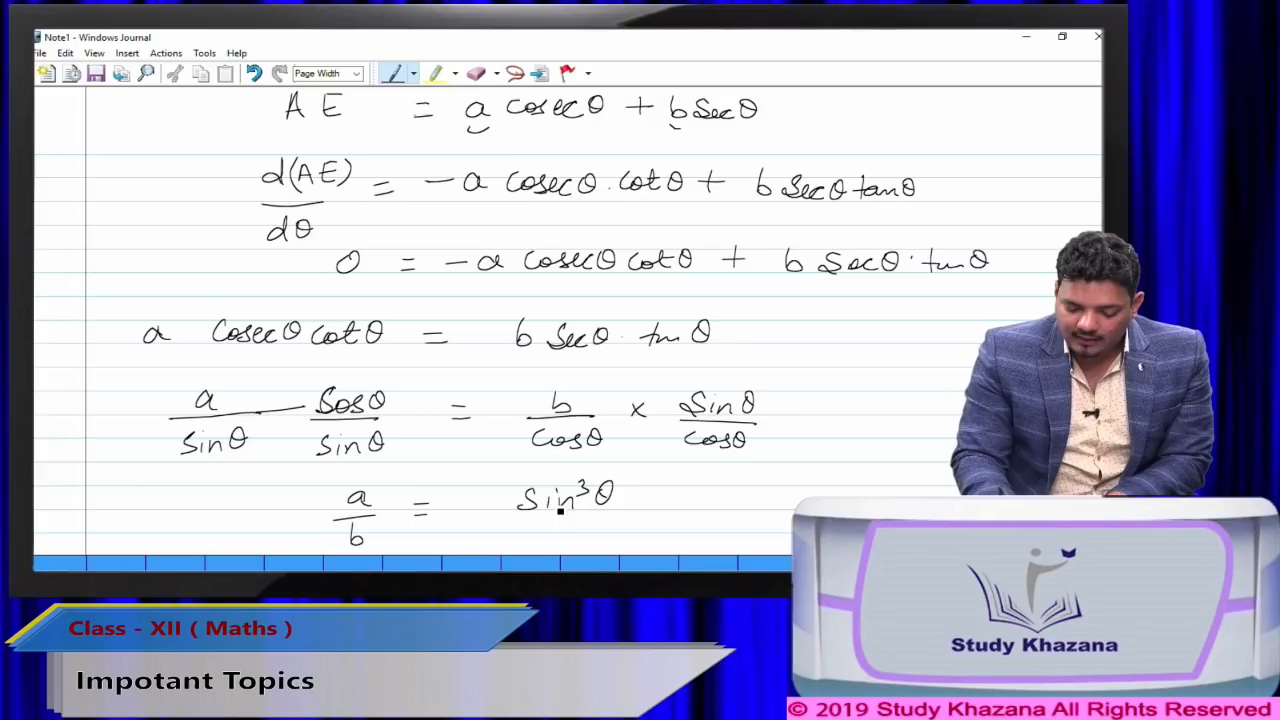 Note1 - Windows Journal
File Edit View Insert Actions Tools Help
Page Width
A E = a cosecθ + b Secθ
d(AE)/dθ = -a cosecθ . cotθ + b secθ tanθ
0 = -a cosecθ cotθ + b secθ . tanθ
a cosecθ cotθ = b secθ . tanθ
a/sinθ cosθ/sinθ = b/cosθ x sinθ/cosθ
a/b = sin³θ
Study Khazana
Class - XII ( Maths )
Impotant Topics
© 2019 Study Khazana All Rights Reserved